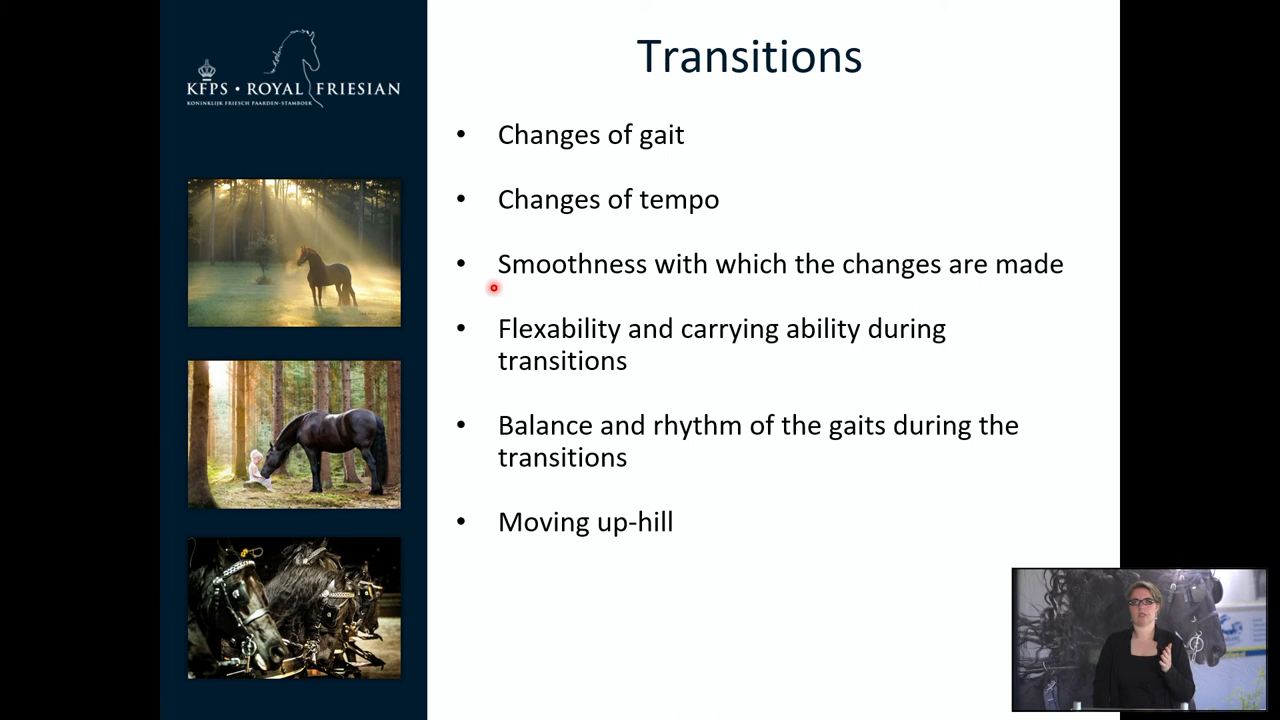 KFPS • ROYAL FRIESIAN
KONINKLIJK FRIESCH PAARDEN-STAMBOEK
Transitions
• Changes of gait
• Changes of tempo
• Smoothness with which the changes are made
• Flexability and carrying ability during
transitions
• Balance and rhythm of the gaits during the
transitions
• Moving up-hill